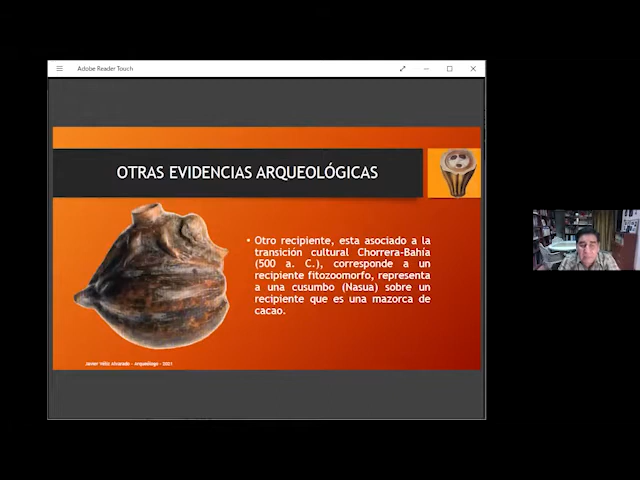 Adobe Reader Touch
OTRAS EVIDENCIAS ARQUEOLÓGICAS
• Otro recipiente, esta asociado a la
transición cultural Chorrera-Bahía
(500 a. C.), corresponde a un
recipiente fitozoomorfo, representa
a una cusumbo (Nasua) sobre un
recipiente que es una mazorca de
cacao.
Javier Véliz Alvarado - Arqueólogo - 2021